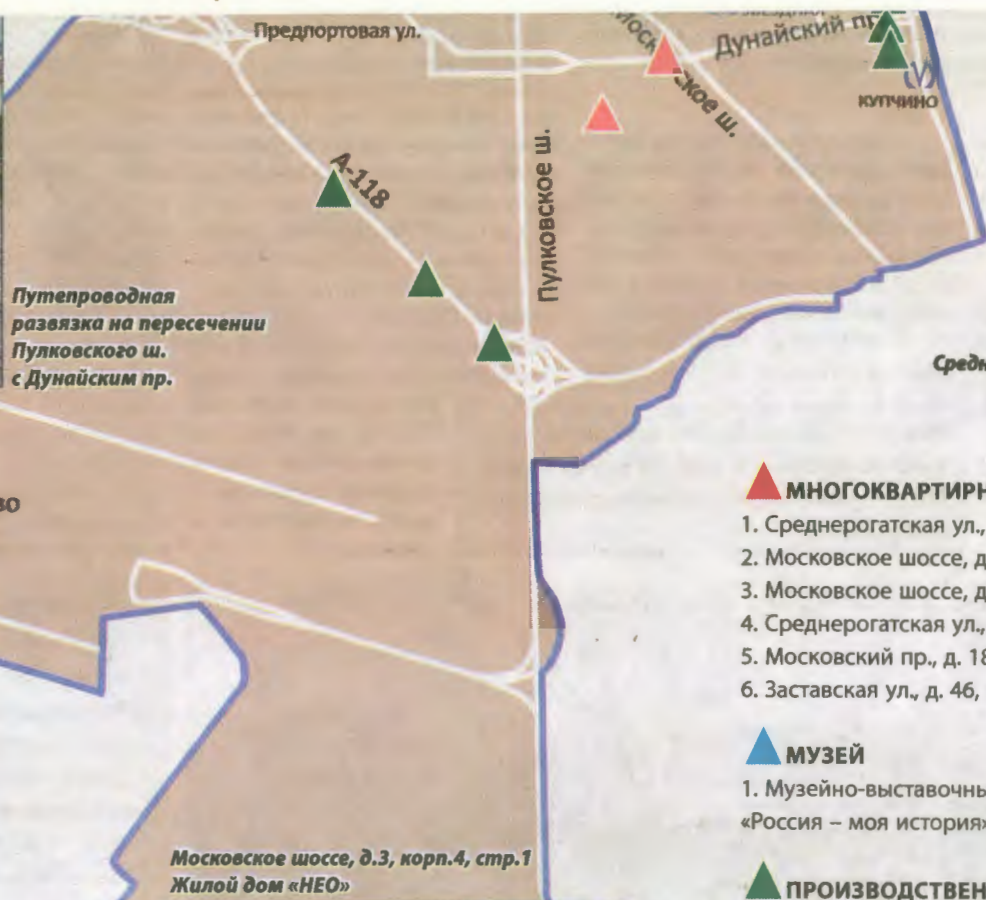 Предпортовая ул.
Московское ш.
Дунайский пр.
КУПЧИНО
А-118
Пулковское ш.
Путепроводная
развязка на пересечении
Пулковского ш.
с Дунайским пр.
МНОГОКВАРТИРН
1. Среднерогатская ул.,
2. Московское шоссе, д
3. Московское шоссе, д
4. Среднерогатская ул.,
5. Московский пр., д. 18
6. Заставская ул., д. 46,
МУЗЕЙ
1. Музейно-выставочны
«Россия – моя история»
Московское шоссе, д.3, корп.4, стр.1
Жилой дом «НЕО»
ПРОИЗВОДСТВЕН